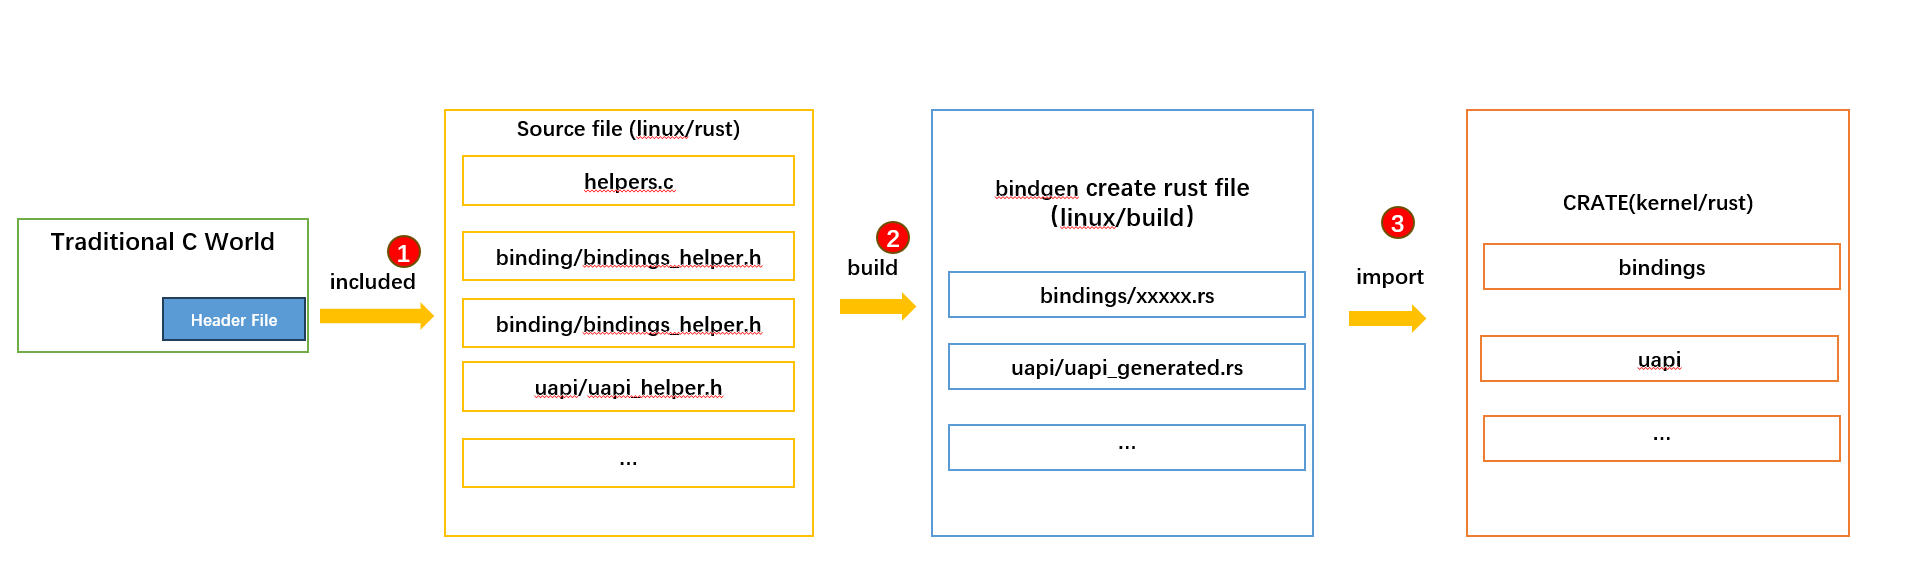 Traditional C World
Header File
1
included
Source file (linux/rust)
helpers.c
binding/bindings_helper.h
binding/bindings_helper.h
uapi/uapi_helper.h
...
2
build
bindgen create rust file
(linux/build)
bindings/xxxxx.rs
uapi/uapi_generated.rs
...
3
import
CRATE(kernel/rust)
bindings
uapi
...